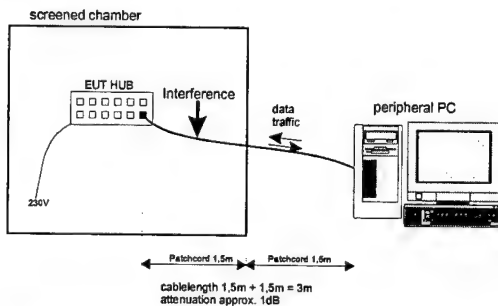 screened chamber
EUT HUB
Interference
data
traffic
peripheral PC
230V
Patchcord 1,5m
Patchcord 1,5m
cablelength 1,5m + 1,5m = 3m
attenuation approx. 1dB